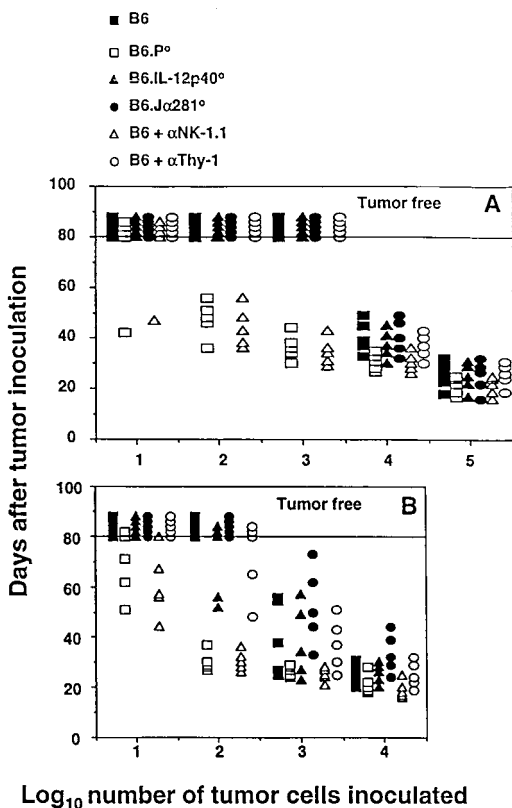 B6
B6.P°
B6.IL-12p40°
B6.Jα281°
B6 + αNK-1.1
B6 + αThy-1
Days after tumor inoculation
100
80
60
40
20
0
Tumor free
A
1 2 3 4 5
100
80
60
40
20
0
Tumor free
B
1 2 3 4
Log10 number of tumor cells inoculated